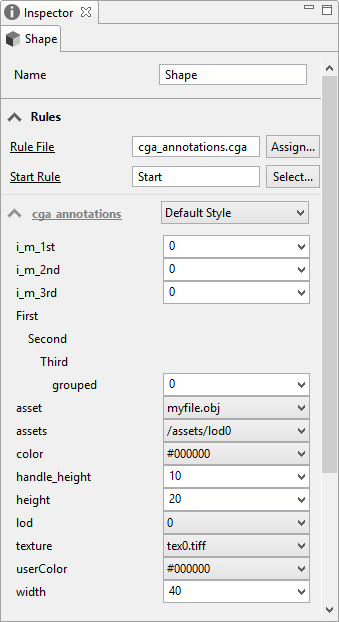 Inspector
Shape
Name Shape
Rules
Rule File cga_annotations.cga Assign...
Start Rule Start Select...
cga_annotations Default Style
i_m_1st 0
i_m_2nd 0
i_m_3rd 0
First
Second
Third
grouped 0
asset myfile.obj
assets /assets/lod0
color #000000
handle_height 10
height 20
lod 0
texture tex0.tiff
userColor #000000
width 40